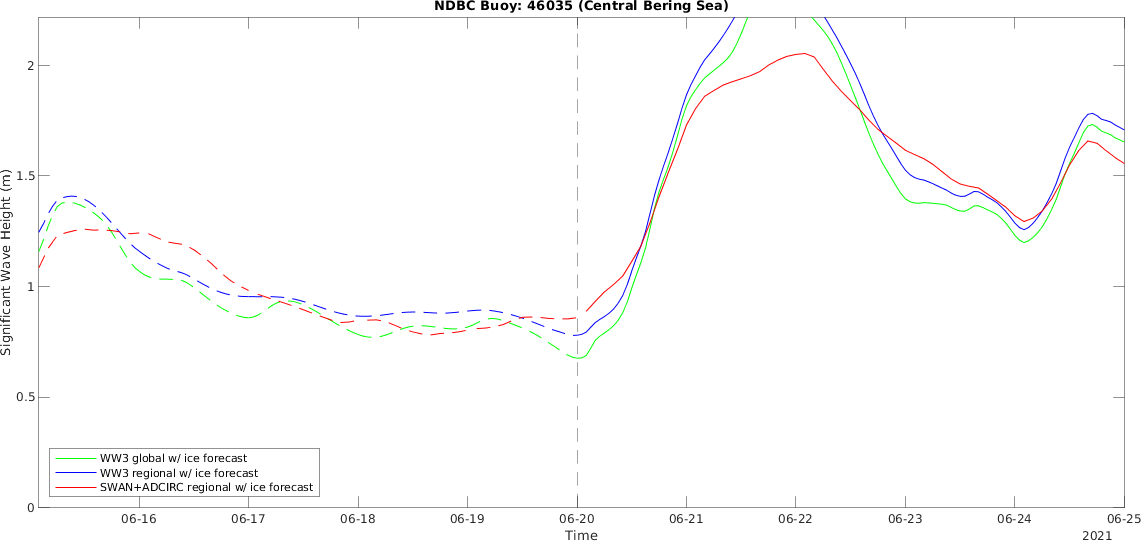 NDBC Buoy: 46035 (Central Bering Sea)
Significant Wave Height (m)
2
1.5
1
0.5
0
WW3 global w/ ice forecast
WW3 regional w/ ice forecast
SWAN+ADCIRC regional w/ ice forecast
06-16 06-17 06-18 06-19 06-20 06-21 06-22 06-23 06-24 06-25
Time
2021